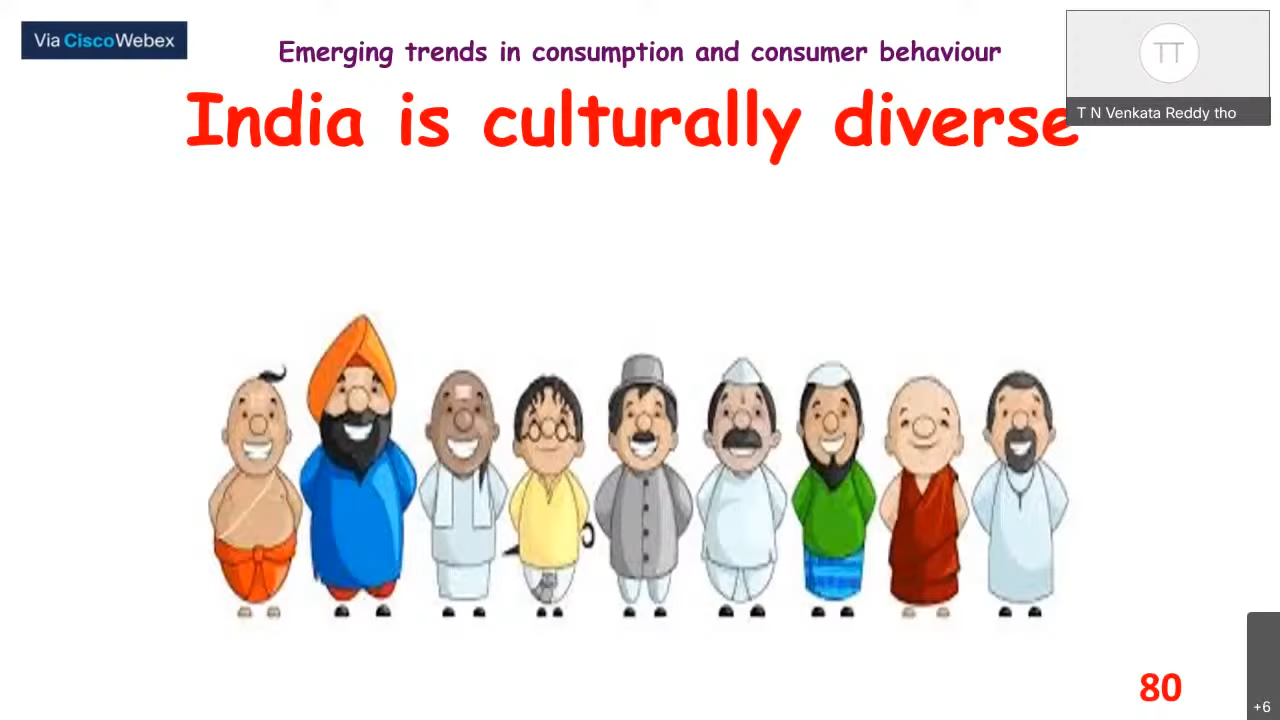 Via CiscoWebex
Emerging trends in consumption and consumer behaviour
India is culturally diverse
TT
T N Venkata Reddy tho
80
+6